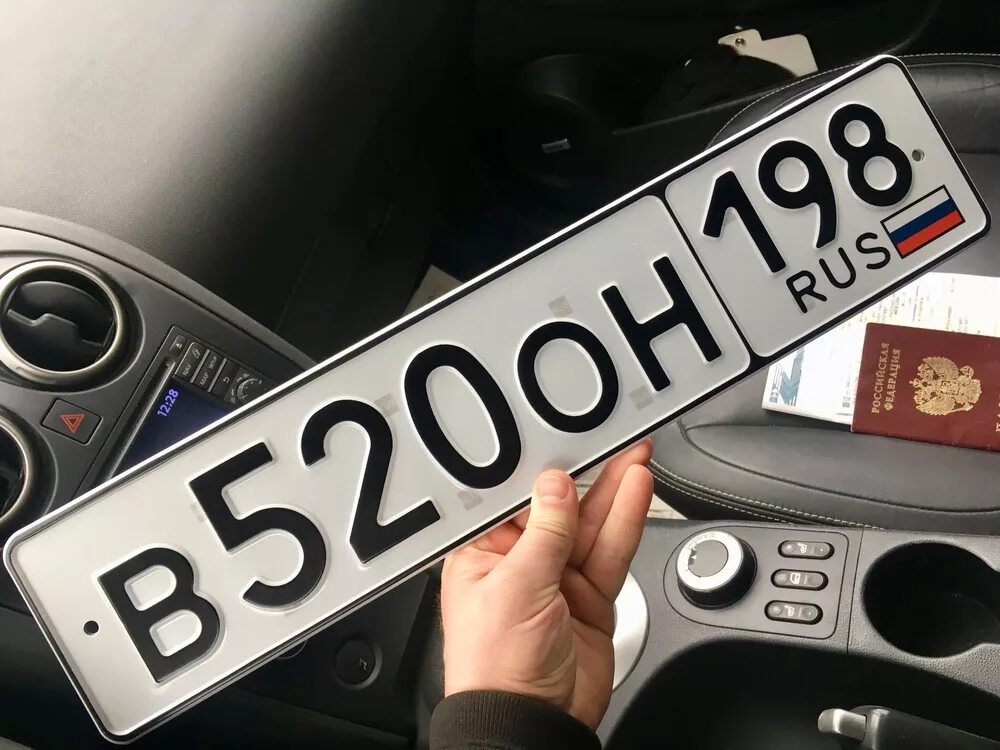 В520ОН
198
RUS
12:28
РОССИЙСКАЯ
ФЕДЕРАЦИЯ